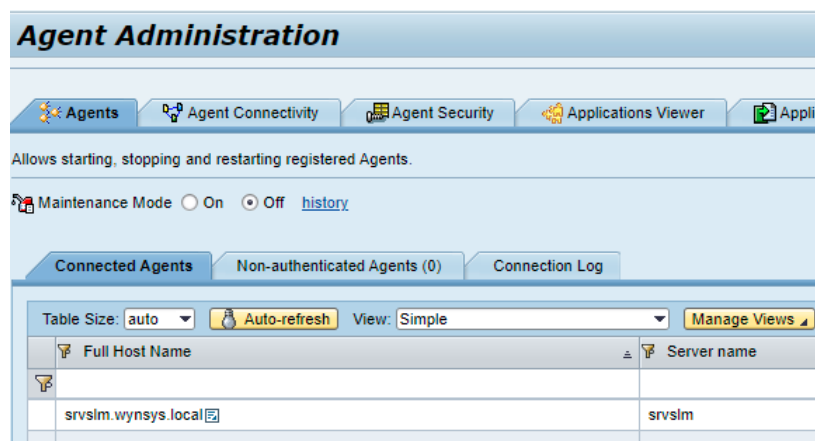 Agent Administration
Agents Agent Connectivity Agent Security Applications Viewer Appli
Allows starting, stopping and restarting registered Agents.
Maintenance Mode On Off history
Connected Agents Non-authenticated Agents (0) Connection Log
Table Size: auto Auto-refresh View: Simple Manage Views
Full Host Name Server name
srvslm.wynsys.local srvslm